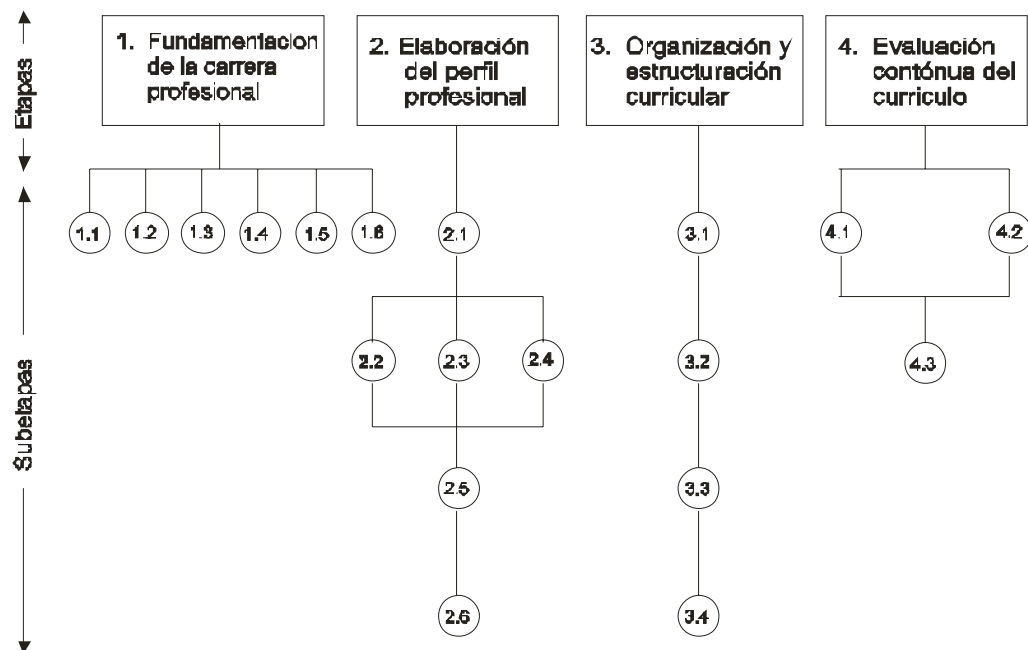 Etapas
1. Fundamentacion
de la carrera
profesional
2. Elaboración
del perfil
profesional
3. Organización y
estructuración
curricular
4. Evaluación
contónua del
curriculo
Subetapas
1.1 1.2 1.3 1.4 1.5 1.6 2.1 3.1 4.1 4.2
2.2 2.3 2.4 3.2 4.3
2.5 3.3
2.6 3.4